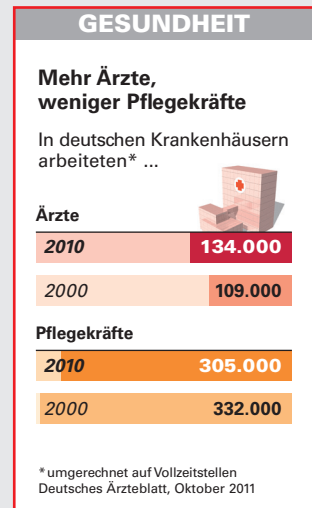 GESUNDHEIT
Mehr Ärzte,
weniger Pflegekräfte
In deutschen Krankenhäusern
arbeiteten* ...
Ärzte
2010 134.000
2000 109.000
Pflegekräfte
2010 305.000
2000 332.000
*umgerechnet auf Vollzeitstellen
Deutsches Ärzteblatt, Oktober 2011